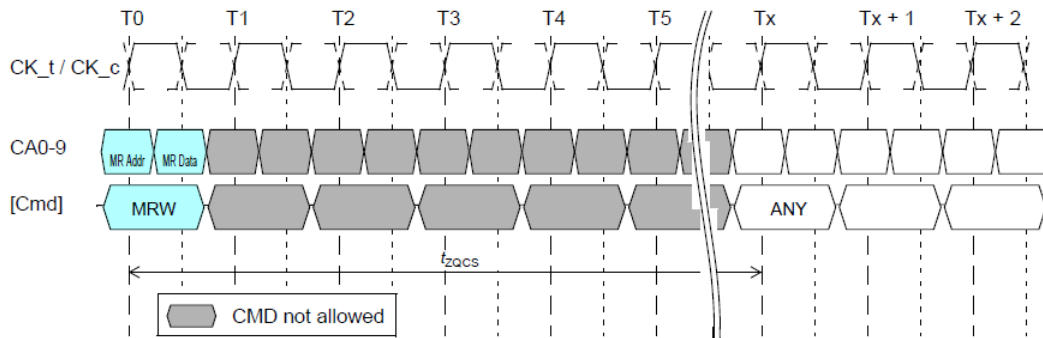 T0 T1 T2 T3 T4 T5 Tx Tx + 1 Tx + 2
CK_t / CK_c
CA0-9 MR Addr MR Data
[Cmd] MRW ANY
tZQCS
CMD not allowed